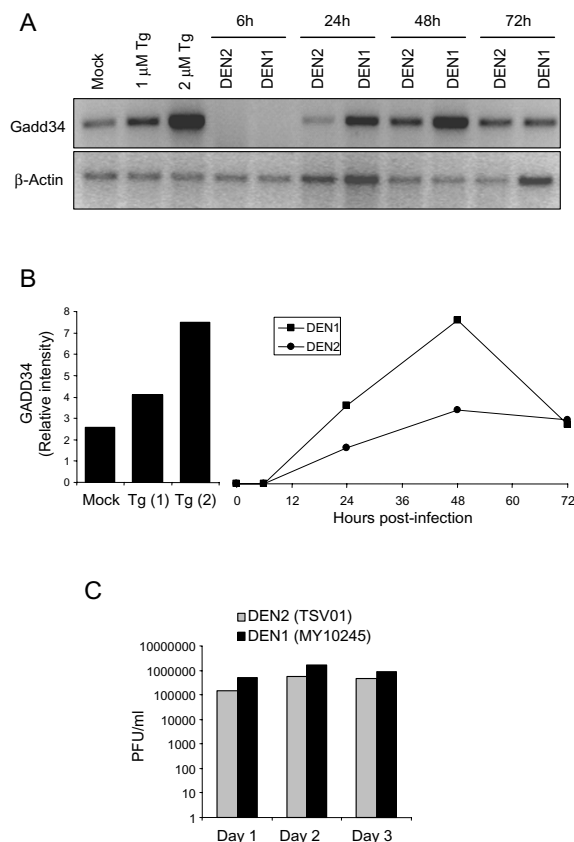 A
6h 24h 48h 72h
Mock 1 μM Tg 2 μM Tg DEN2 DEN1 DEN2 DEN1 DEN2 DEN1 DEN2 DEN1
Gadd34
β-Actin
B
GADD34
(Relative intensity)
8
7
6
5
4
3
2
1
0
Mock Tg (1) Tg (2)
DEN1
DEN2
0 12 24 36 48 60 72
Hours post-infection
C
DEN2 (TSV01)
DEN1 (MY10245)
PFU/ml
10000000
1000000
100000
10000
1000
100
10
1
Day 1 Day 2 Day 3